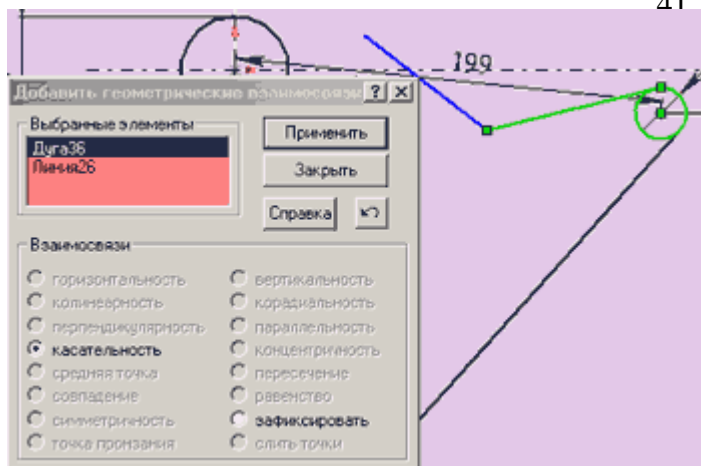 41
199
Добавить геометрические взаимосвязи ? ×
Выбранные элементы
Дуга36
Линия26
Применить
Закрыть
Справка
Взаимосвязи
горизонтальность вертикальность
колинеарность корадиальность
перпендикулярность параллельность
касательность концентричность
средняя точка пересечение
совпадение равенство
симметричность зафиксировать
точка пронзания слить точки